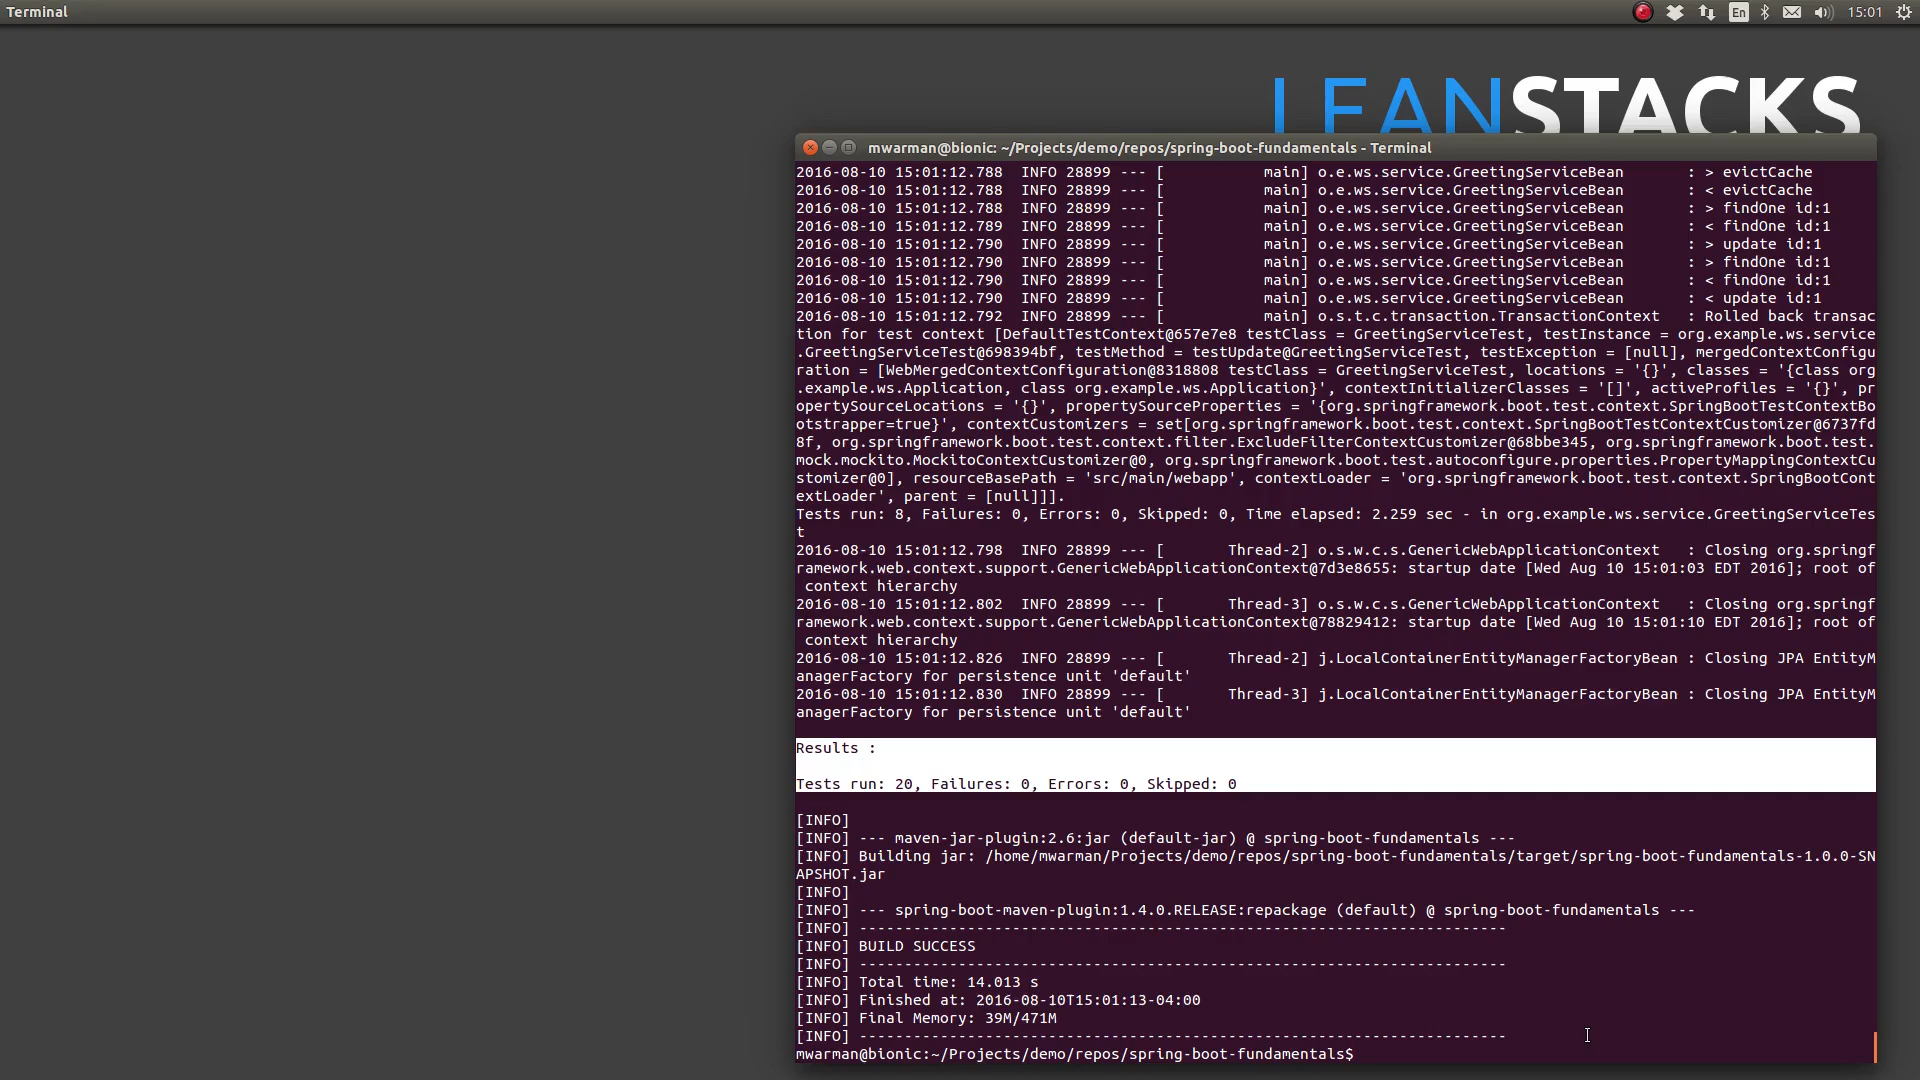 Terminal
En
15:01
LEANSTACKS
mwarman@bionic: ~/Projects/demo/repos/spring-boot-fundamentals - Terminal
2016-08-10 15:01:12.788  INFO 28899 --- [           main] o.e.ws.service.GreetingServiceBean       : > evictCache
2016-08-10 15:01:12.788  INFO 28899 --- [           main] o.e.ws.service.GreetingServiceBean       : < evictCache
2016-08-10 15:01:12.788  INFO 28899 --- [           main] o.e.ws.service.GreetingServiceBean       : > findOne id:1
2016-08-10 15:01:12.789  INFO 28899 --- [           main] o.e.ws.service.GreetingServiceBean       : < findOne id:1
2016-08-10 15:01:12.790  INFO 28899 --- [           main] o.e.ws.service.GreetingServiceBean       : > update id:1
2016-08-10 15:01:12.790  INFO 28899 --- [           main] o.e.ws.service.GreetingServiceBean       : > findOne id:1
2016-08-10 15:01:12.790  INFO 28899 --- [           main] o.e.ws.service.GreetingServiceBean       : < findOne id:1
2016-08-10 15:01:12.790  INFO 28899 --- [           main] o.e.ws.service.GreetingServiceBean       : < update id:1
2016-08-10 15:01:12.792  INFO 28899 --- [           main] o.s.t.c.transaction.TransactionContext   : Rolled back transac
tion for test context [DefaultTestContext@657e7e8 testClass = GreetingServiceTest, testInstance = org.example.ws.service
.GreetingServiceTest@698394bf, testMethod = testUpdate@GreetingServiceTest, testException = [null], mergedContextConfigu
ration = [WebMergedContextConfiguration@8318808 testClass = GreetingServiceTest, locations = '{}', classes = '{class org
.example.ws.Application, class org.example.ws.Application}', contextInitializerClasses = '[]', activeProfiles = '{}', pr
opertySourceLocations = '{}', propertySourceProperties = '{org.springframework.boot.test.context.SpringBootTestContextBo
otstrapper=true}', contextCustomizers = set[org.springframework.boot.test.context.SpringBootTestContextCustomizer@6737fd
8f, org.springframework.boot.test.context.filter.ExcludeFilterContextCustomizer@68bbe345, org.springframework.boot.test.
mock.mockito.MockitoContextCustomizer@0, org.springframework.boot.test.autoconfigure.properties.PropertyMappingContextCu
stomizer@0], resourceBasePath = 'src/main/webapp', contextLoader = 'org.springframework.boot.test.context.SpringBootCont
extLoader', parent = [null]]].
Tests run: 8, Failures: 0, Errors: 0, Skipped: 0, Time elapsed: 2.259 sec - in org.example.ws.service.GreetingServiceTes
t
2016-08-10 15:01:12.798  INFO 28899 --- [       Thread-2] o.s.w.c.s.GenericWebApplicationContext   : Closing org.springf
ramework.web.context.support.GenericWebApplicationContext@7d3e8655: startup date [Wed Aug 10 15:01:03 EDT 2016]; root of
 context hierarchy
2016-08-10 15:01:12.802  INFO 28899 --- [       Thread-3] o.s.w.c.s.GenericWebApplicationContext   : Closing org.springf
ramework.web.context.support.GenericWebApplicationContext@78829412: startup date [Wed Aug 10 15:01:10 EDT 2016]; root of
 context hierarchy
2016-08-10 15:01:12.826  INFO 28899 --- [       Thread-2] j.LocalContainerEntityManagerFactoryBean : Closing JPA EntityM
anagerFactory for persistence unit 'default'
2016-08-10 15:01:12.830  INFO 28899 --- [       Thread-3] j.LocalContainerEntityManagerFactoryBean : Closing JPA EntityM
anagerFactory for persistence unit 'default'
Results :
Tests run: 20, Failures: 0, Errors: 0, Skipped: 0
[INFO]
[INFO] --- maven-jar-plugin:2.6:jar (default-jar) @ spring-boot-fundamentals ---
[INFO] Building jar: /home/mwarman/Projects/demo/repos/spring-boot-fundamentals/target/spring-boot-fundamentals-1.0.0-SN
APSHOT.jar
[INFO]
[INFO] --- spring-boot-maven-plugin:1.4.0.RELEASE:repackage (default) @ spring-boot-fundamentals ---
[INFO] ------------------------------------------------------------------------
[INFO] BUILD SUCCESS
[INFO] ------------------------------------------------------------------------
[INFO] Total time: 14.013 s
[INFO] Finished at: 2016-08-10T15:01:13-04:00
[INFO] Final Memory: 39M/471M
[INFO] ------------------------------------------------------------------------
mwarman@bionic:~/Projects/demo/repos/spring-boot-fundamentals$